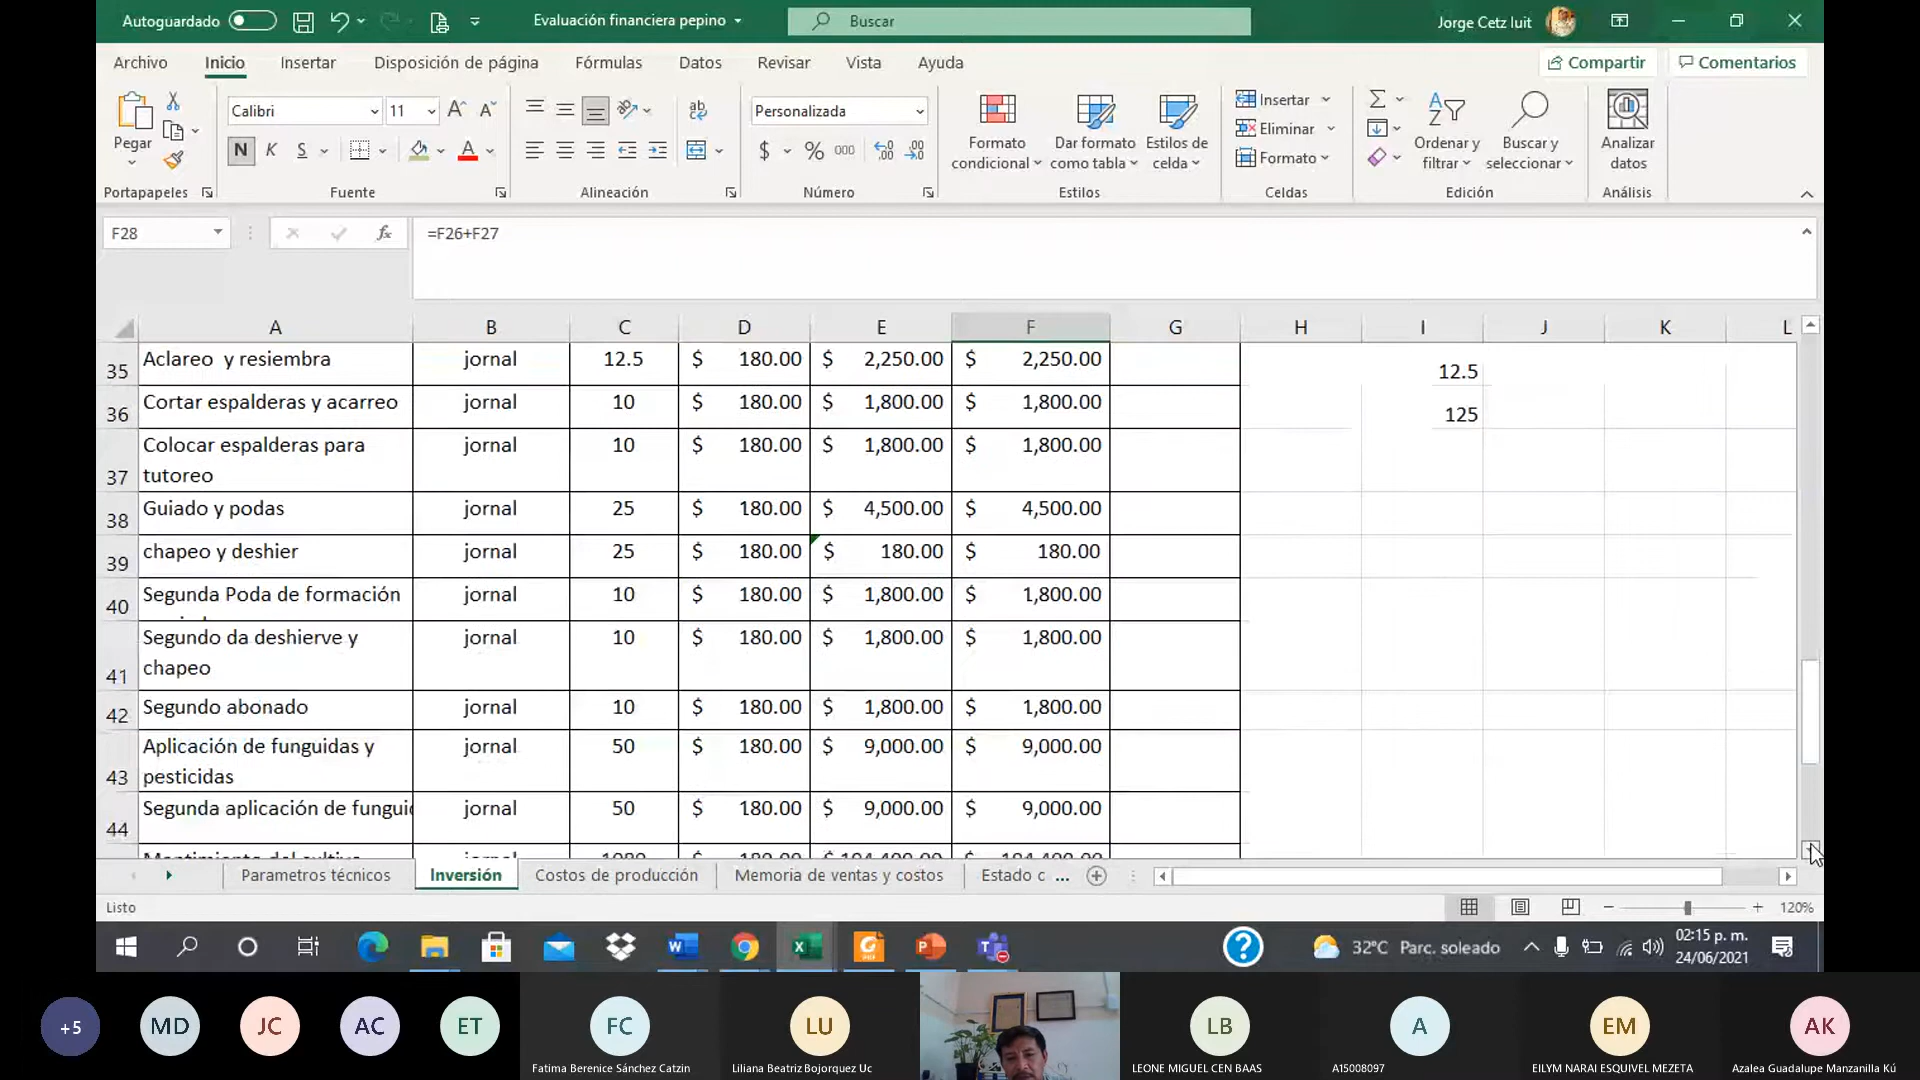 Autoguardado
Evaluación financiera pepino
Buscar
Jorge Cetz luit
Archivo Inicio Insertar Disposición de página Fórmulas Datos Revisar Vista Ayuda
Compartir Comentarios
Pegar
Portapapeles
Calibri 11
N K S
Fuente
Alineación
Personalizada
$ % 000
Número
Formato condicional
Dar formato como tabla
Estilos de celda
Estilos
Insertar
Eliminar
Formato
Celdas
Ordenar y filtrar
Buscar y seleccionar
Edición
Analizar datos
Análisis
F28 fx =F26+F27
A B C D E F G H I J K L
35 Aclareo y resiembra jornal 12.5 $ 180.00 $ 2,250.00 $ 2,250.00 12.5
36 Cortar espalderas y acarreo jornal 10 $ 180.00 $ 1,800.00 $ 1,800.00 125
37 Colocar espalderas para tutoreo jornal 10 $ 180.00 $ 1,800.00 $ 1,800.00
38 Guiado y podas jornal 25 $ 180.00 $ 4,500.00 $ 4,500.00
39 chapeo y deshier jornal 25 $ 180.00 $ 180.00 $ 180.00
40 Segunda Poda de formación jornal 10 $ 180.00 $ 1,800.00 $ 1,800.00
41 Segundo da deshierve y chapeo jornal 10 $ 180.00 $ 1,800.00 $ 1,800.00
42 Segundo abonado jornal 10 $ 180.00 $ 1,800.00 $ 1,800.00
43 Aplicación de funguidas y pesticidas jornal 50 $ 180.00 $ 9,000.00 $ 9,000.00
44 Segunda aplicación de funguid jornal 50 $ 180.00 $ 9,000.00 $ 9,000.00
Parametros técnicos Inversión Costos de producción Memoria de ventas y costos Estado c ...
Listo
120%
32°C Parc. soleado
02:15 p. m.
24/06/2021
+5 MD JC AC ET FC LU LB A EM AK
Fatima Berenice Sánchez Catzin
Liliana Beatriz Bojorquez Uc
LEONE MIGUEL CEN BAAS
A15008097
EILYM NARAI ESQUIVEL MEZETA
Azalea Guadalupe Manzanilla Kú